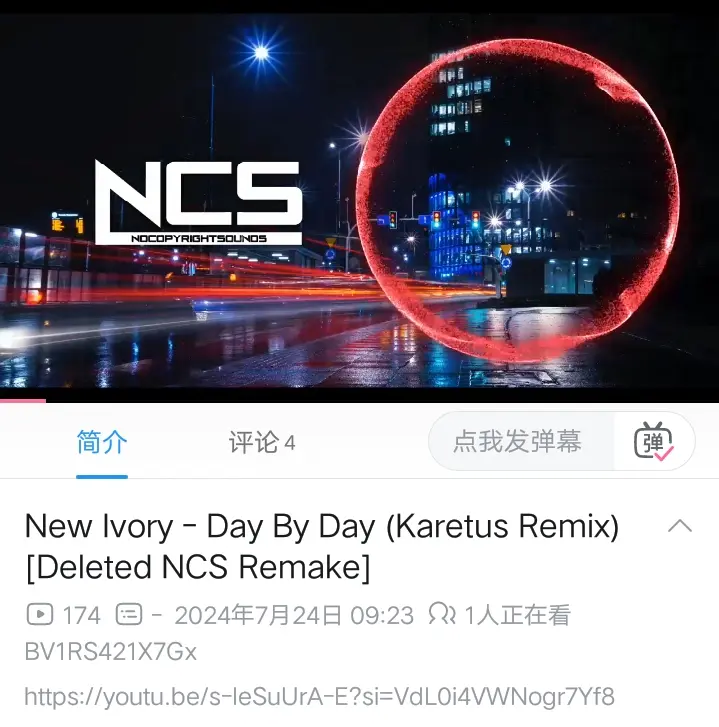 NCS
NOCOPYRIGHTSOUNDS
简介
评论 4
点我发弹幕
弹
New Ivory - Day By Day (Karetus Remix)
[Deleted NCS Remake]
174 - 2024年7月24日 09:23 1人正在看
BV1RS421X7Gx
https://youtu.be/s-IeSuUrA-E?si=VdL0i4VWNogr7Yf8